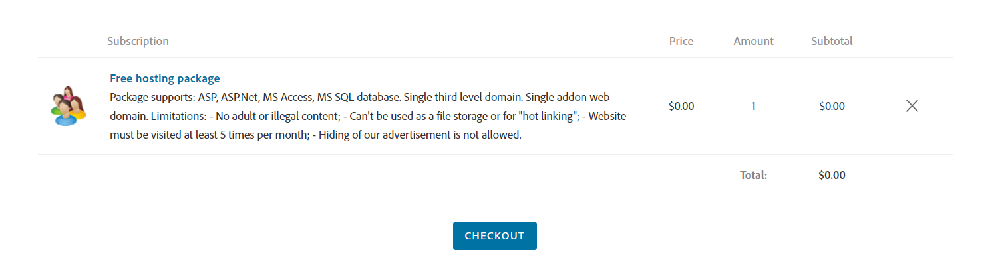 Subscription Price Amount Subtotal
Free hosting package
Package supports: ASP, ASP.Net, MS Access, MS SQL database. Single third level domain. Single addon web
domain. Limitations: - No adult or illegal content; - Can't be used as a file storage or for "hot linking"; - Website
must be visited at least 5 times per month; - Hiding of our advertisement is not allowed.
$0.00 1 $0.00
Total: $0.00
CHECKOUT